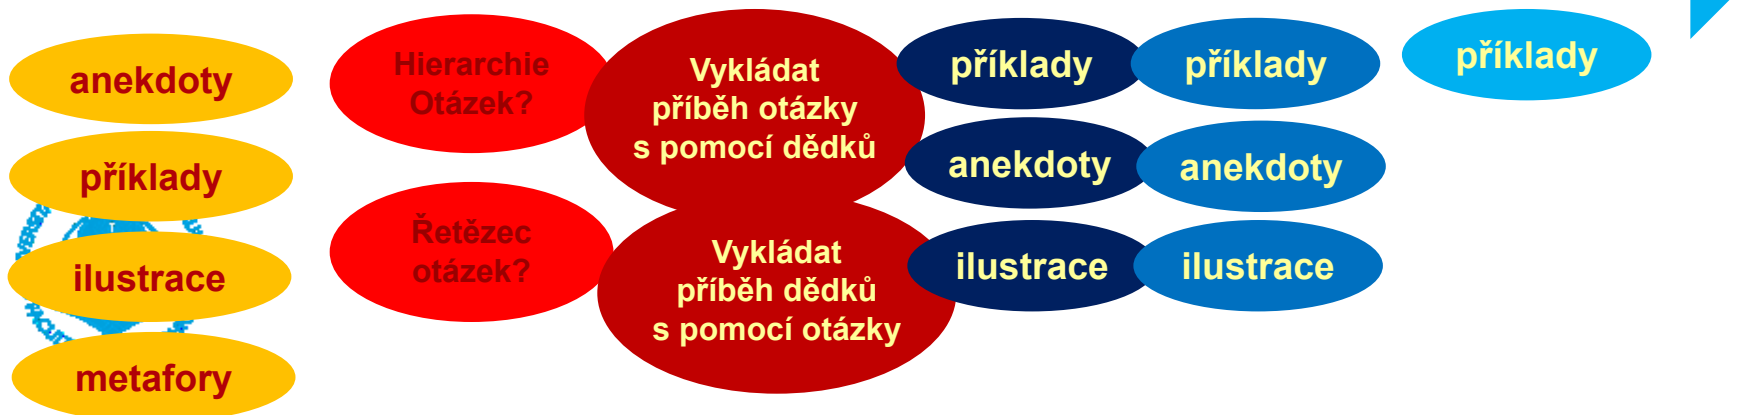 anekdoty
příklady
ilustrace
metafory
Hierarchie
Otázek?
Řetězec
otázek?
Vykládat
příběh otázky
s pomocí dědků
Vykládat
příběh dědků
s pomocí otázky
příklady
anekdoty
ilustrace
příklady
anekdoty
ilustrace
příklady